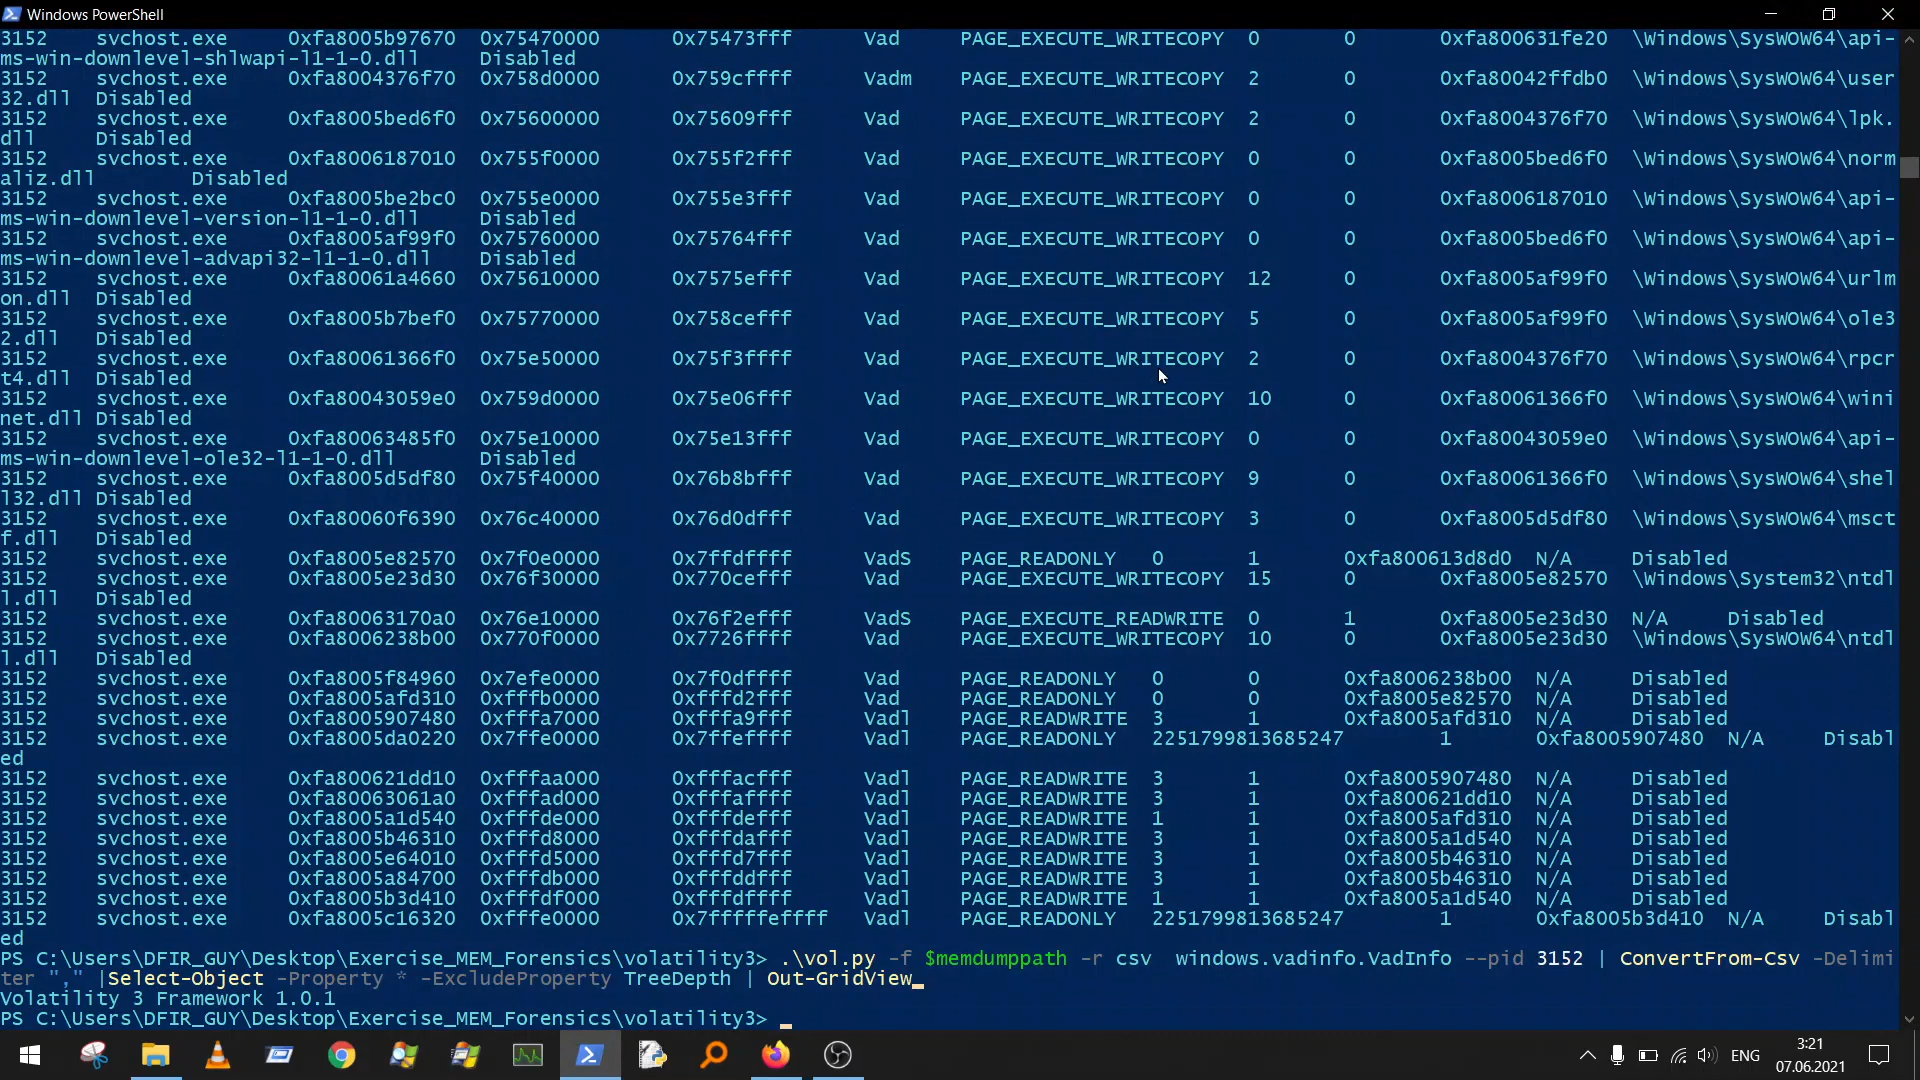 Windows PowerShell
3152 svchost.exe 0xfa8005b97670 0x75470000 0x75473fff Vad PAGE_EXECUTE_WRITECOPY 0 0 0xfa800631fe20 \Windows\SysWOW64\api-
ms-win-downlevel-shlwapi-l1-1-0.dll Disabled
3152 svchost.exe 0xfa8004376f70 0x758d0000 0x759cffff Vadm PAGE_EXECUTE_WRITECOPY 2 0 0xfa80042ffdb0 \Windows\SysWOW64\user
32.dll Disabled
3152 svchost.exe 0xfa8005bed6f0 0x75600000 0x75609fff Vad PAGE_EXECUTE_WRITECOPY 2 0 0xfa8004376f70 \Windows\SysWOW64\lpk.
dll Disabled
3152 svchost.exe 0xfa8006187010 0x755f0000 0x755f2fff Vad PAGE_EXECUTE_WRITECOPY 0 0 0xfa8005bed6f0 \Windows\SysWOW64\norm
aliz.dll Disabled
3152 svchost.exe 0xfa8005be2bc0 0x755e0000 0x755e3fff Vad PAGE_EXECUTE_WRITECOPY 0 0 0xfa8006187010 \Windows\SysWOW64\api-
ms-win-downlevel-version-l1-1-0.dll Disabled
3152 svchost.exe 0xfa8005af99f0 0x75760000 0x75764fff Vad PAGE_EXECUTE_WRITECOPY 0 0 0xfa8005bed6f0 \Windows\SysWOW64\api-
ms-win-downlevel-advapi32-l1-1-0.dll Disabled
3152 svchost.exe 0xfa80061a4660 0x75610000 0x7575efff Vad PAGE_EXECUTE_WRITECOPY 12 0 0xfa8005af99f0 \Windows\SysWOW64\urlm
on.dll Disabled
3152 svchost.exe 0xfa8005b7bef0 0x75770000 0x758cefff Vad PAGE_EXECUTE_WRITECOPY 5 0 0xfa8005af99f0 \Windows\SysWOW64\ole3
2.dll Disabled
3152 svchost.exe 0xfa80061366f0 0x75e50000 0x75f3ffff Vad PAGE_EXECUTE_WRITECOPY 2 0 0xfa8004376f70 \Windows\SysWOW64\rpcr
t4.dll Disabled
3152 svchost.exe 0xfa80043059e0 0x759d0000 0x75e06fff Vad PAGE_EXECUTE_WRITECOPY 10 0 0xfa80061366f0 \Windows\SysWOW64\wini
net.dll Disabled
3152 svchost.exe 0xfa80063485f0 0x75e10000 0x75e13fff Vad PAGE_EXECUTE_WRITECOPY 0 0 0xfa80043059e0 \Windows\SysWOW64\api-
ms-win-downlevel-ole32-l1-1-0.dll Disabled
3152 svchost.exe 0xfa8005d5df80 0x75f40000 0x76b8bfff Vad PAGE_EXECUTE_WRITECOPY 9 0 0xfa80061366f0 \Windows\SysWOW64\shel
l32.dll Disabled
3152 svchost.exe 0xfa80060f6390 0x76c40000 0x76d0dfff Vad PAGE_EXECUTE_WRITECOPY 3 0 0xfa8005d5df80 \Windows\SysWOW64\msct
f.dll Disabled
3152 svchost.exe 0xfa8005e82570 0x7f0e0000 0x7ffdffff VadS PAGE_READONLY 0 1 0xfa800613d8d0 N/A Disabled
3152 svchost.exe 0xfa8005e23d30 0x76f30000 0x770cefff Vad PAGE_EXECUTE_WRITECOPY 15 0 0xfa8005e82570 \Windows\System32\ntdl
l.dll Disabled
3152 svchost.exe 0xfa80063170a0 0x76e10000 0x76f2efff VadS PAGE_EXECUTE_READWRITE 0 1 0xfa8005e23d30 N/A Disabled
3152 svchost.exe 0xfa8006238b00 0x770f0000 0x7726ffff Vad PAGE_EXECUTE_WRITECOPY 10 0 0xfa8005e23d30 \Windows\SysWOW64\ntdl
l.dll Disabled
3152 svchost.exe 0xfa8005f84960 0x7efe0000 0x7f0dffff Vad PAGE_READONLY 0 0 0xfa8006238b00 N/A Disabled
3152 svchost.exe 0xfa8005afd310 0xfffb0000 0xfffd2fff Vad PAGE_READONLY 0 0 0xfa8005e82570 N/A Disabled
3152 svchost.exe 0xfa8005907480 0xfffa7000 0xfffa9fff Vadl PAGE_READWRITE 3 1 0xfa8005afd310 N/A Disabled
3152 svchost.exe 0xfa8005da0220 0x7ffe0000 0x7ffeffff Vadl PAGE_READONLY 2251799813685247 1 0xfa8005907480 N/A Disabl
ed
3152 svchost.exe 0xfa800621dd10 0xfffaa000 0xfffacfff Vadl PAGE_READWRITE 3 1 0xfa8005907480 N/A Disabled
3152 svchost.exe 0xfa80063061a0 0xfffad000 0xfffaffff Vadl PAGE_READWRITE 3 1 0xfa800621dd10 N/A Disabled
3152 svchost.exe 0xfa8005a1d540 0xfffde000 0xfffdefff Vadl PAGE_READWRITE 1 1 0xfa8005afd310 N/A Disabled
3152 svchost.exe 0xfa8005b46310 0xfffd8000 0xfffdafff Vadl PAGE_READWRITE 3 1 0xfa8005a1d540 N/A Disabled
3152 svchost.exe 0xfa8005e64010 0xfffd5000 0xfffd7fff Vadl PAGE_READWRITE 3 1 0xfa8005b46310 N/A Disabled
3152 svchost.exe 0xfa8005a84700 0xfffdb000 0xfffddfff Vadl PAGE_READWRITE 3 1 0xfa8005b46310 N/A Disabled
3152 svchost.exe 0xfa8005b3d410 0xfffdf000 0xfffdffff Vadl PAGE_READWRITE 1 1 0xfa8005a1d540 N/A Disabled
3152 svchost.exe 0xfa8005c16320 0xfffe0000 0x7fffffeffff Vadl PAGE_READONLY 2251799813685247 1 0xfa8005b3d410 N/A Disabl
ed
PS C:\Users\DFIR_GUY\Desktop\Exercise_MEM_Forensics\volatility3> .\vol.py -f $memdumppath -r csv windows.vadinfo.VadInfo --pid 3152 | ConvertFrom-Csv -Delimi
ter "," |Select-Object -Property * -ExcludeProperty TreeDepth | Out-GridView
Volatility 3 Framework 1.0.1
PS C:\Users\DFIR_GUY\Desktop\Exercise_MEM_Forensics\volatility3>
ENG
3:21
07.06.2021